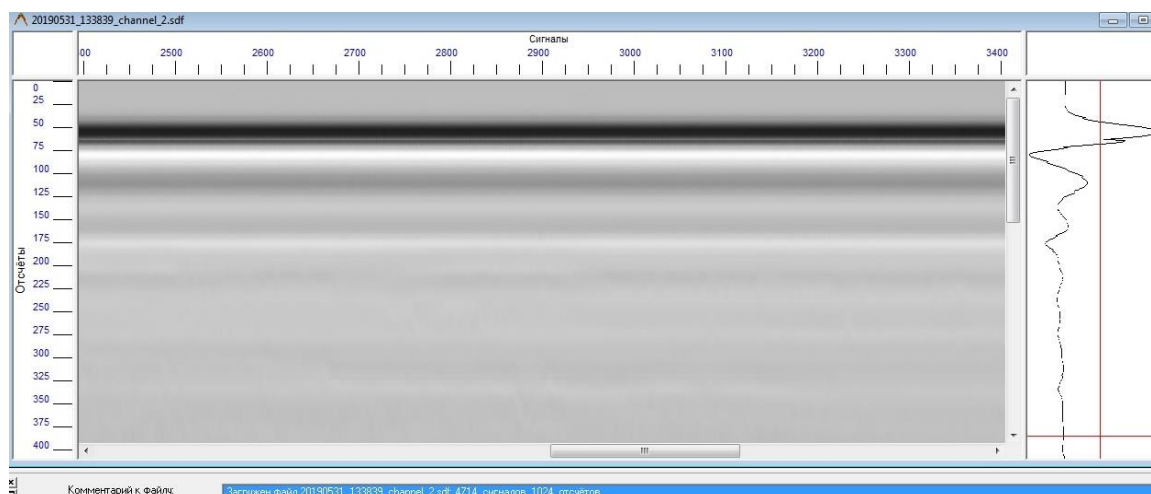 20190531_133839_channel_2.sdf
Сигналы
00 2500 2600 2700 2800 2900 3000 3100 3200 3300 3400
Отсчёты
0
25
50
75
100
125
150
175
200
225
250
275
300
325
350
375
400
Комментарий к файлу:
Загружен файл 20190531_133839_channel_2.sdf: 4714 сигналов, 1024 отсчётов